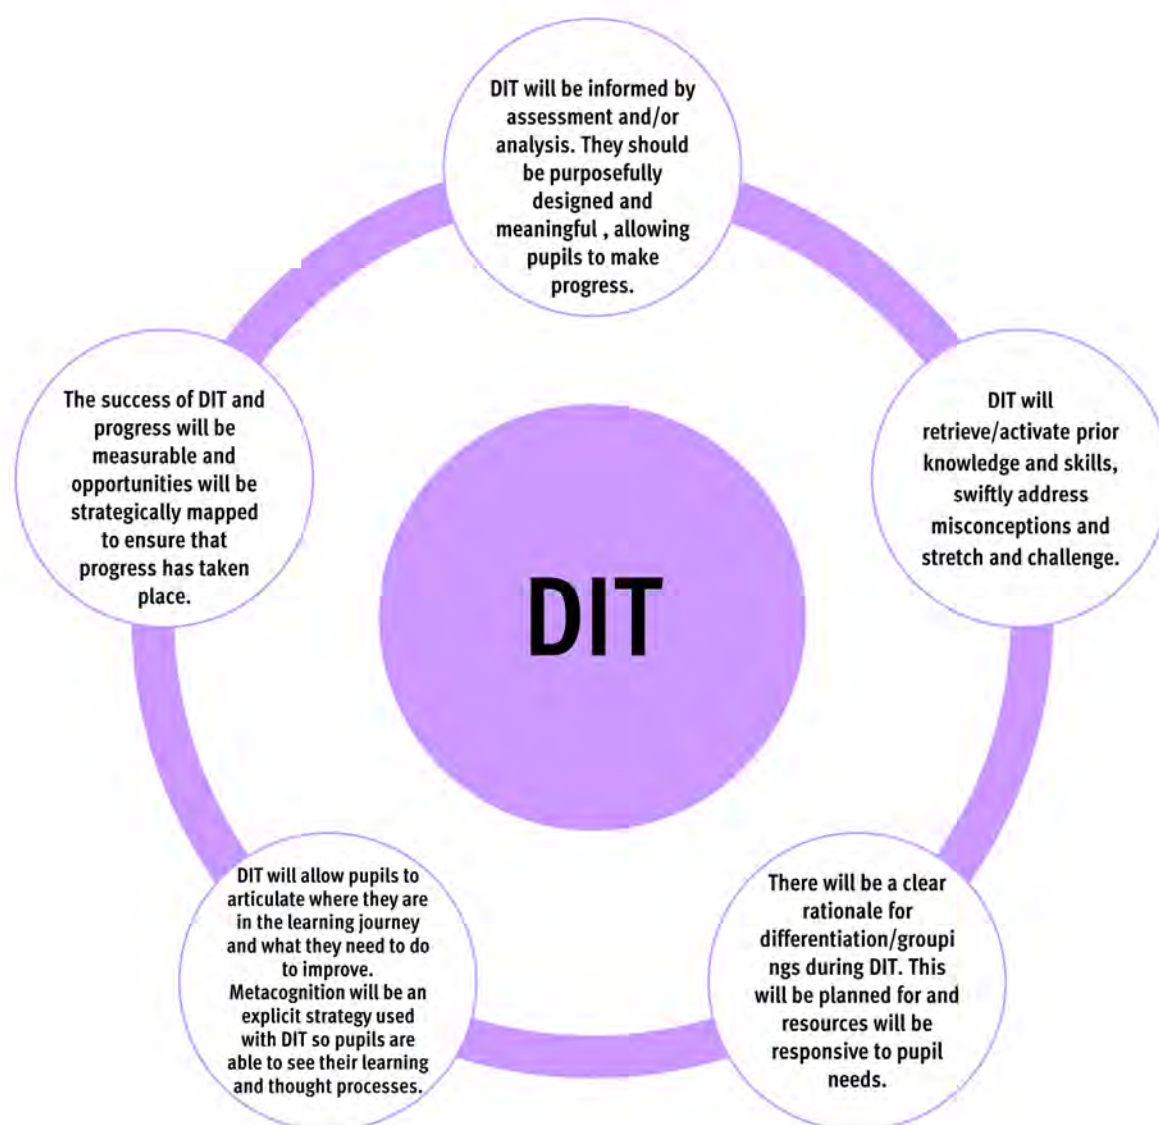 DIT will be informed by
assessment and/or
analysis. They should
be purposefully
designed and
meaningful , allowing
pupils to make
progress.
DIT will
retrieve/activate prior
knowledge and skills,
swiftly address
misconceptions and
stretch and challenge.
There will be a clear
rationale for
differentiation/groupi
ngs during DIT. This
will be planned for and
resources will be
responsive to pupil
needs.
DIT will allow pupils to
articulate where they are
in the learning journey
and what they need to do
to improve.
Metacognition will be an
explicit strategy used
with DIT so pupils are
able to see their learning
and thought processes.
The success of DIT and
progress will be
measurable and
opportunities will be
strategically mapped
to ensure that
progress has taken
place.
DIT